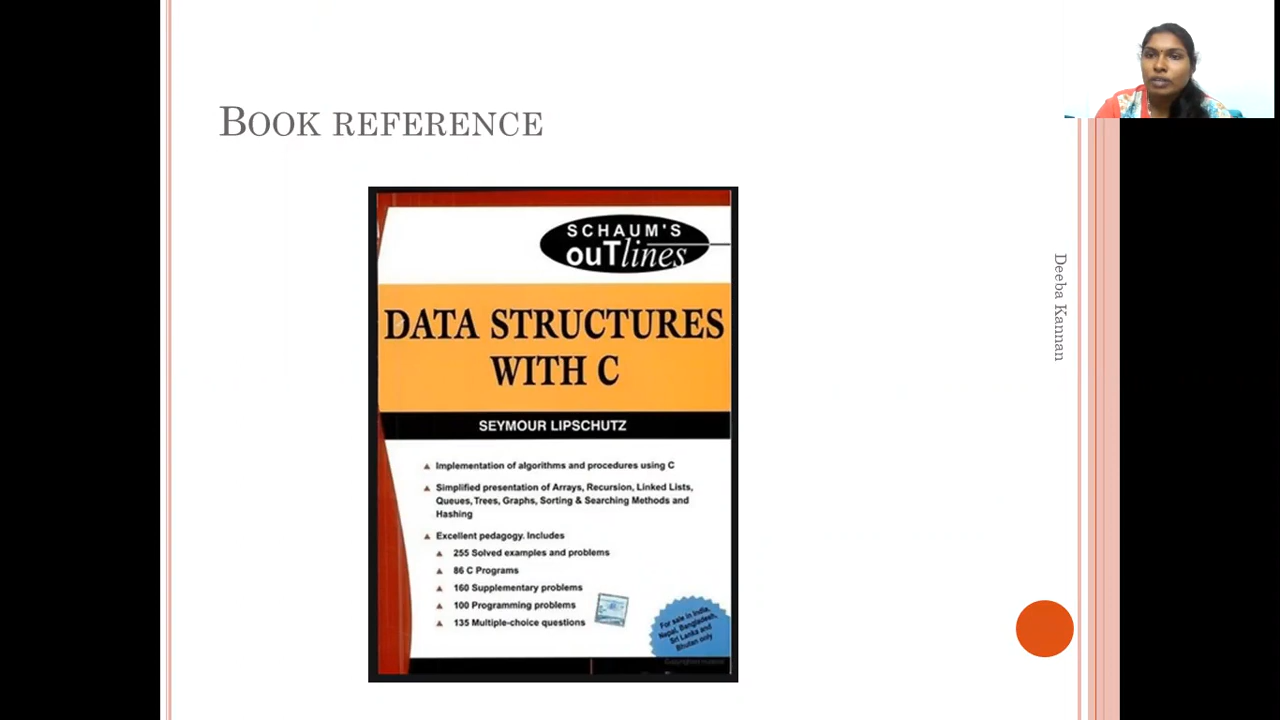 BOOK REFERENCE
SCHAUM'S
ouTlines
DATA STRUCTURES
WITH C
SEYMOUR LIPSCHUTZ
Implementation of algorithms and procedures using C
Simplified presentation of Arrays, Recursion, Linked Lists,
Queues, Trees, Graphs, Sorting & Searching Methods and
Hashing
Excellent pedagogy. Includes
255 Solved examples and problems
86 C Programs
160 Supplementary problems
100 Programming problems
135 Multiple-choice questions
For sale in India,
Nepal, Bangladesh,
Sri Lanka and
Bhutan only
Deeba Kannan